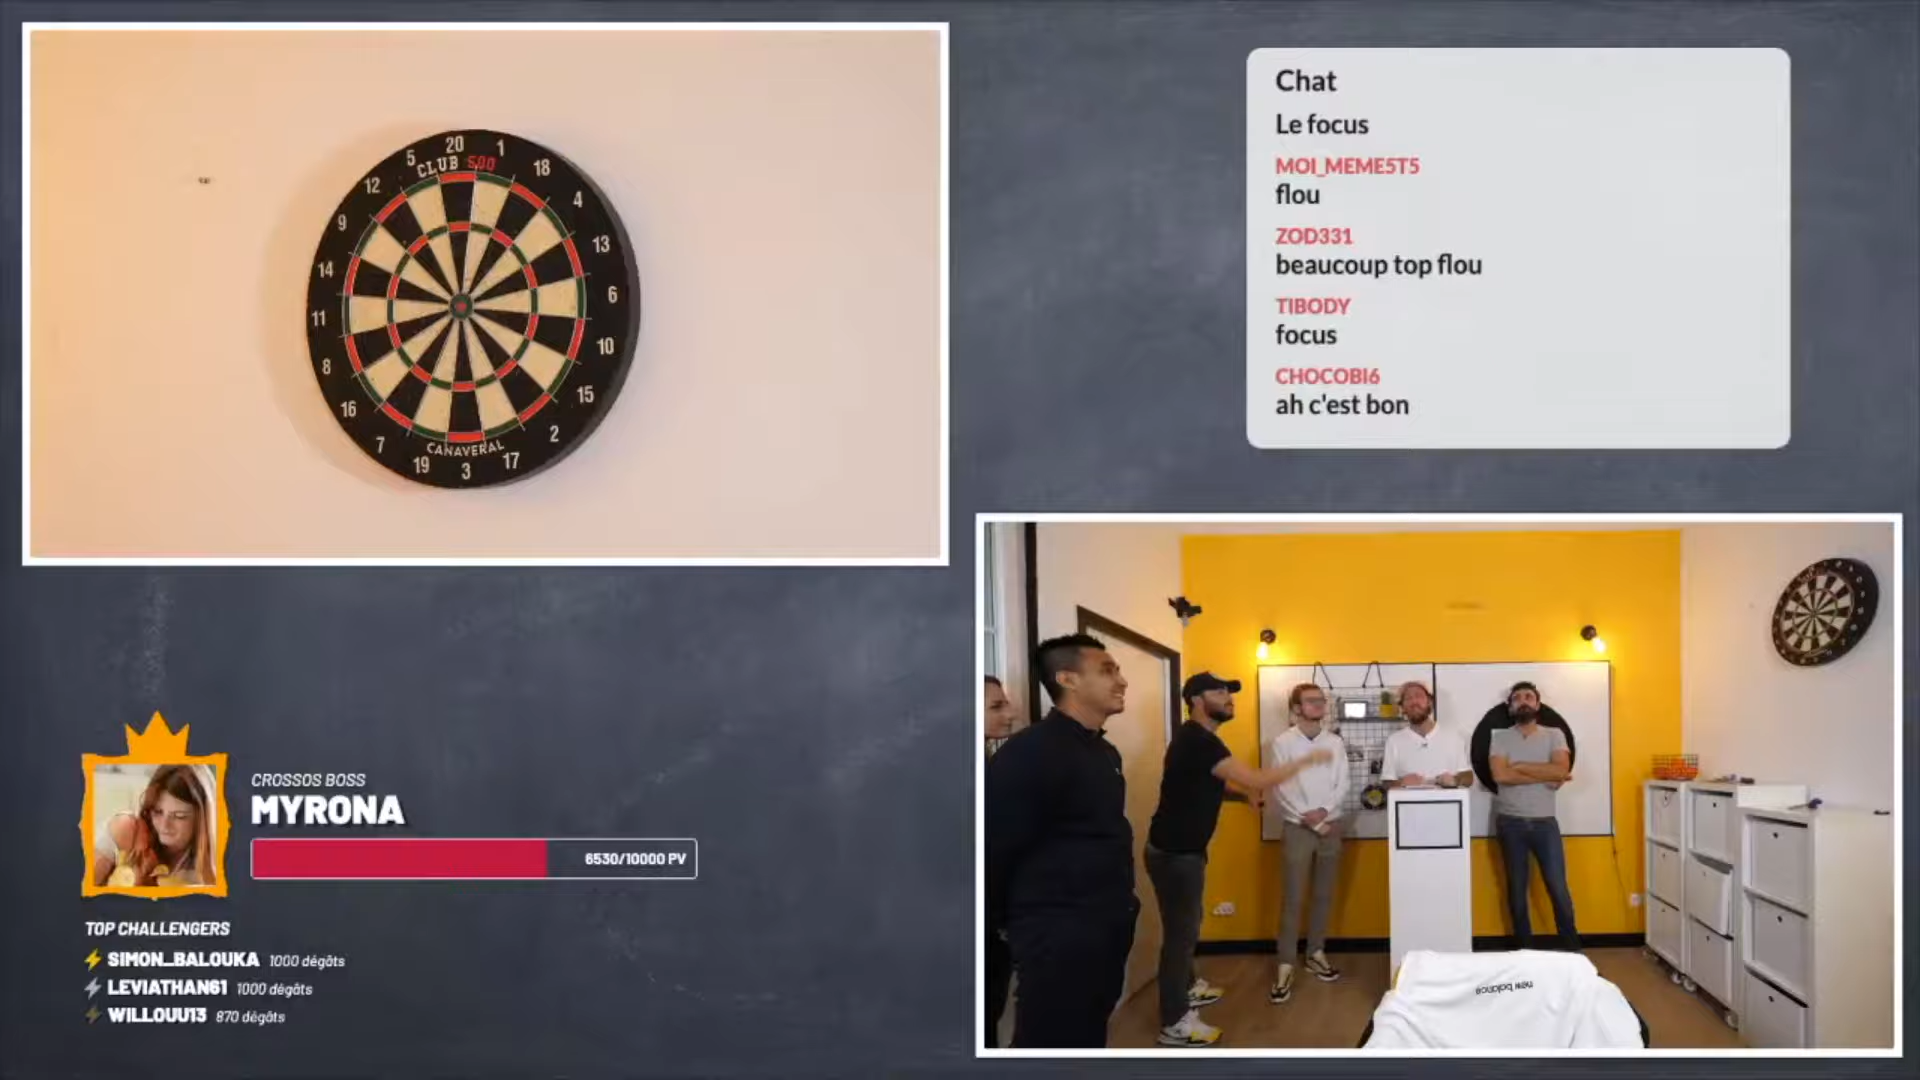 20
1
18
4
13
6
10
15
2
17
3
19
7
16
8
11
14
9
12
5
CLUB 500
CANAVERAL
Chat
Le focus
MOI_MEME5T5
flou
ZOD331
beaucoup top flou
TIBODY
focus
CHOCOBI6
ah c'est bon
CROSSOS BOSS
MYRONA
6530/10000 PV
TOP CHALLENGERS
SIMON_BALOUKA 1000 dégâts
LEVIATHAN61 1000 dégâts
WILLOUU13 870 dégâts
new balance